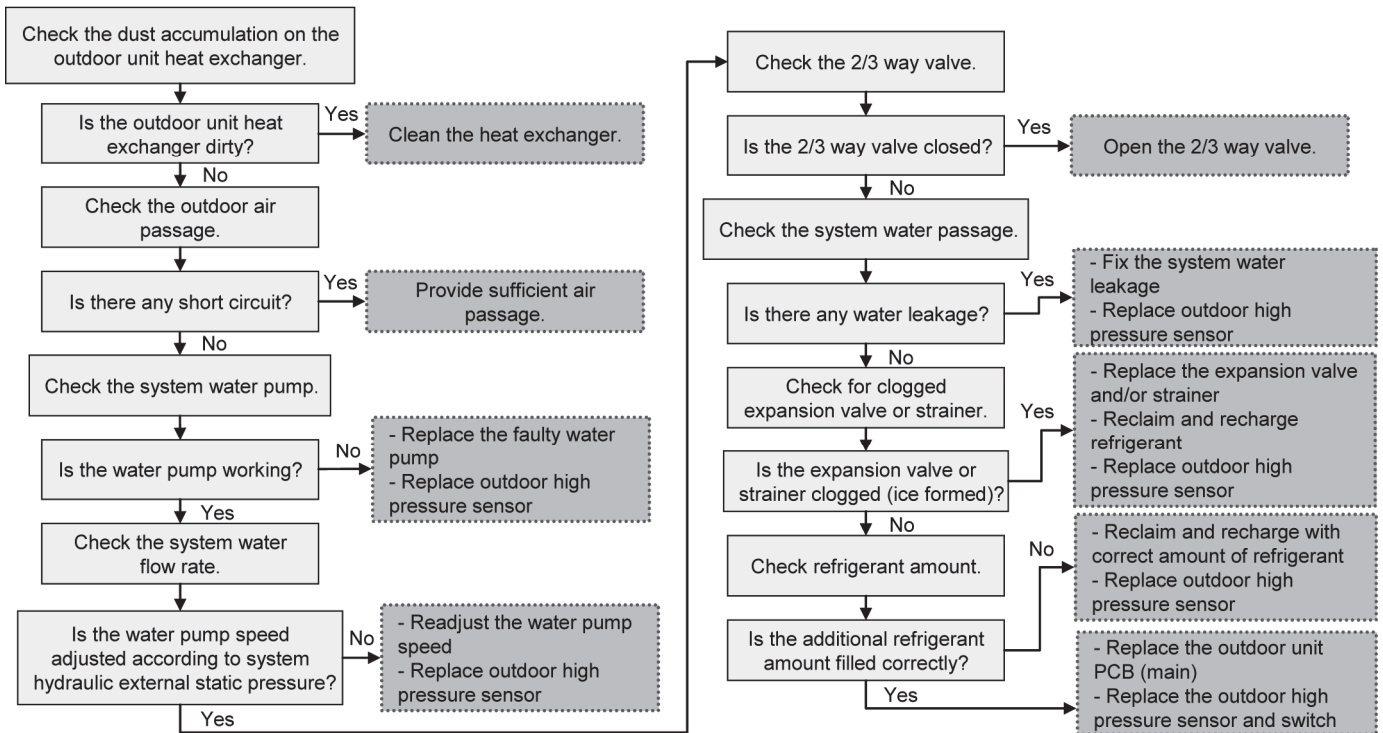 Check the dust accumulation on the
outdoor unit heat exchanger.
Is the outdoor unit heat
exchanger dirty?
Yes
Clean the heat exchanger.
No
Check the outdoor air
passage.
Is there any short circuit?
Yes
Provide sufficient air
passage.
No
Check the system water pump.
Is the water pump working?
No
- Replace the faulty water
pump
- Replace outdoor high
pressure sensor
Yes
Check the system water
flow rate.
Is the water pump speed
adjusted according to system
hydraulic external static pressure?
No
- Readjust the water pump
speed
- Replace outdoor high
pressure sensor
Yes
Check the 2/3 way valve.
Is the 2/3 way valve closed?
Yes
Open the 2/3 way valve.
No
Check the system water passage.
Is there any water leakage?
Yes
- Fix the system water
leakage
- Replace outdoor high
pressure sensor
No
Check for clogged
expansion valve or strainer.
Is the expansion valve or
strainer clogged (ice formed)?
Yes
- Replace the expansion valve
and/or strainer
- Reclaim and recharge
refrigerant
- Replace outdoor high
pressure sensor
No
Check refrigerant amount.
Is the additional refrigerant
amount filled correctly?
No
- Reclaim and recharge with
correct amount of refrigerant
- Replace outdoor high
pressure sensor
Yes
- Replace the outdoor unit
PCB (main)
- Replace the outdoor high
pressure sensor and switch